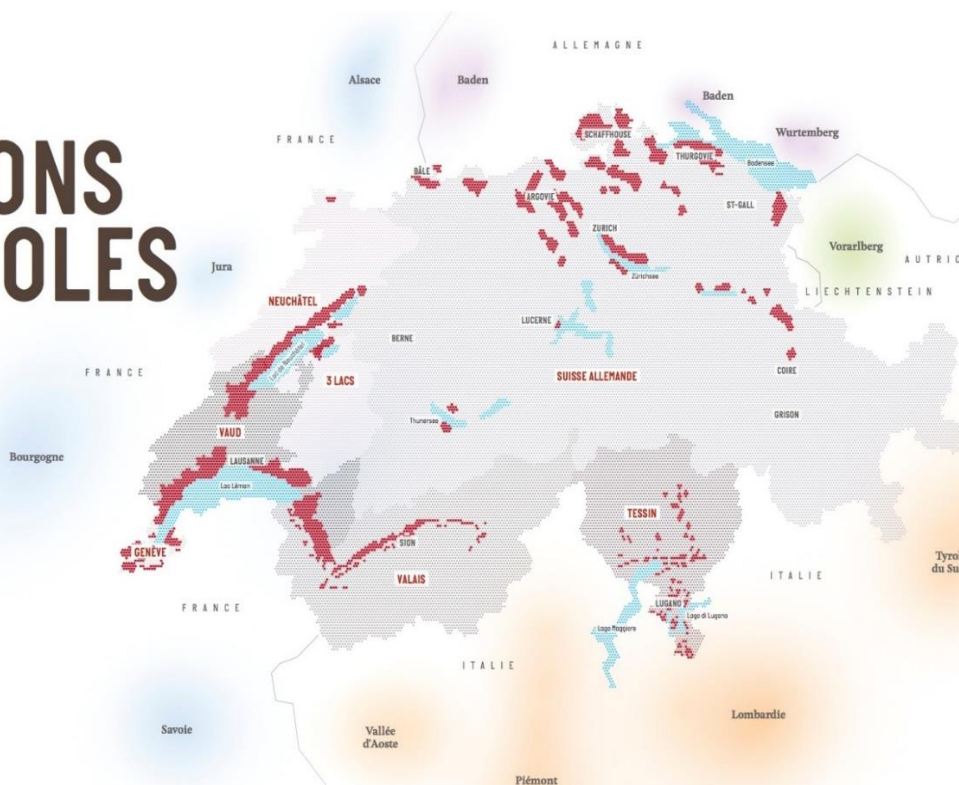 ONS
OLES
ALLEMAGNE
Alsace
Baden
Baden
FRANCE
Wurtemberg
SCHAFFHOUSE
THURGOVIE
Bodensee
BÂLE
ARGOVIE
ST-GALL
ZURICH
Vorarlberg
AUTRIC
Jura
Zürichsee
LIECHTENSTEIN
NEUCHÂTEL
LUCERNE
BERNE
Lac de Neuchâtel
FRANCE
3 LACS
SUISSE ALLEMANDE
COIRE
GRISON
Thunersee
VAUD
Bourgogne
LAUSANNE
Lac Léman
TESSIN
GENÈVE
SION
Tyrol
du Su
VALAIS
ITALIE
FRANCE
LUGANO
Lago di Lugano
Lago Maggiore
ITALIE
Savoie
Vallée
d'Aoste
Lombardie
Piémont